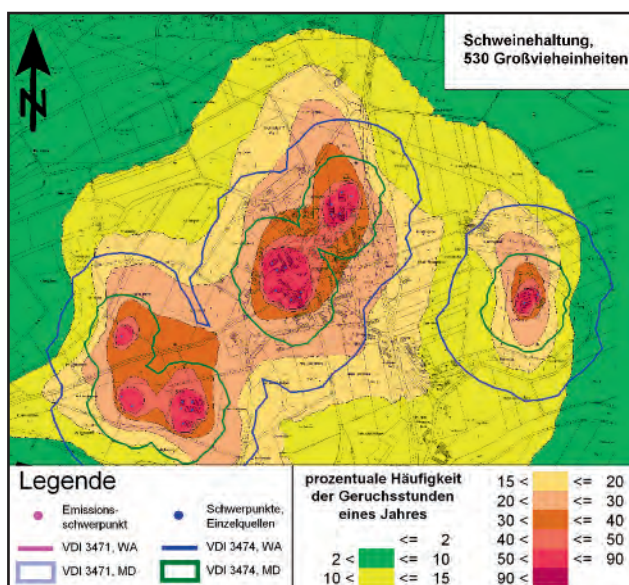 Schweinehaltung,
530 Großvieheinheiten
N
Legende
Emissions-
schwerpunkt
Schwerpunkte,
Einzelquellen
VDI 3471, WA
VDI 3474, WA
VDI 3471, MD
VDI 3474, MD
prozentuale Häufigkeit
der Geruchsstunden
eines Jahres
<= 2
2 < <= 10
10 < <= 15
15 < <= 20
20 < <= 30
30 < <= 40
40 < <= 50
50 < <= 90
90 <